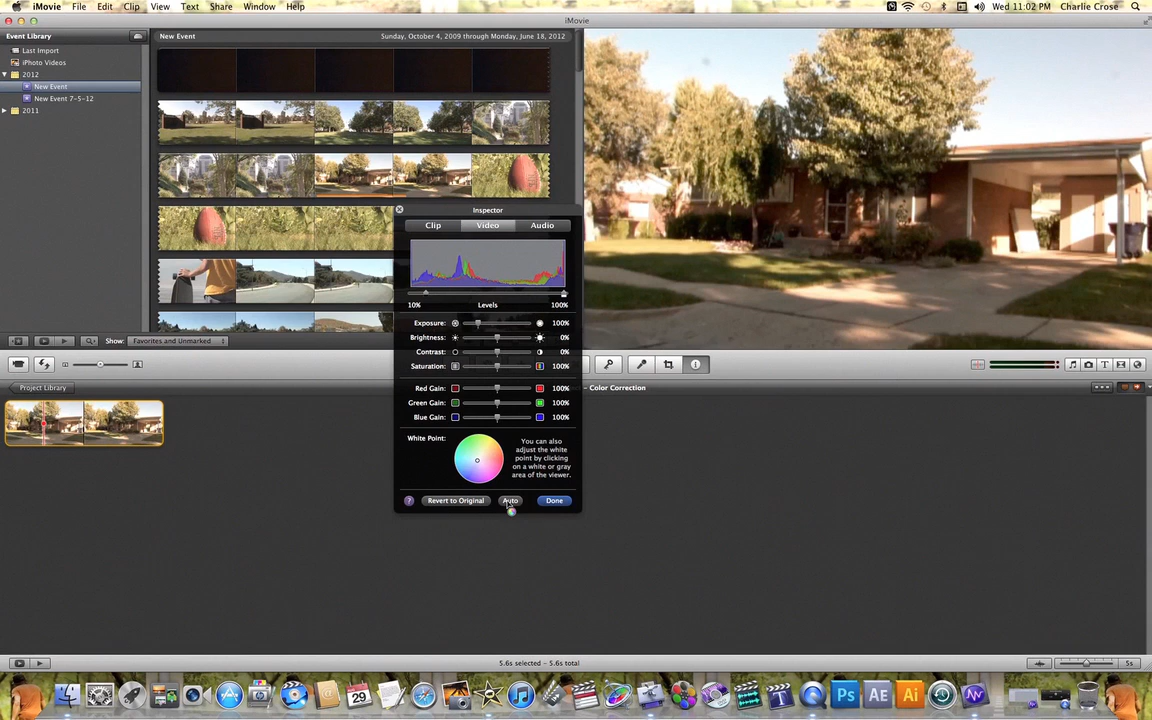 iMovie File Edit Clip View Text Share Window Help
Wed 11:02 PM Charlie Crose
iMovie
Event Library
Last Import
iPhoto Videos
2012
New Event
New Event 7-5-12
2011
New Event
Sunday, October 4, 2009 through Monday, June 18, 2012
Inspector
Clip Video Audio
10% Levels 100%
Exposure: 100%
Brightness: 0%
Contrast: 0%
Saturation: 100%
Red Gain: 100%
Green Gain: 100%
Blue Gain: 100%
White Point:
You can also
adjust the white
point by clicking
on a white or gray
area of the viewer.
? Revert to Original Auto Done
Show: Favorites and Unmarked
Project Library
– Color Correction
5.6s selected – 5.6s total
5s
29
Ps
AE
Ai